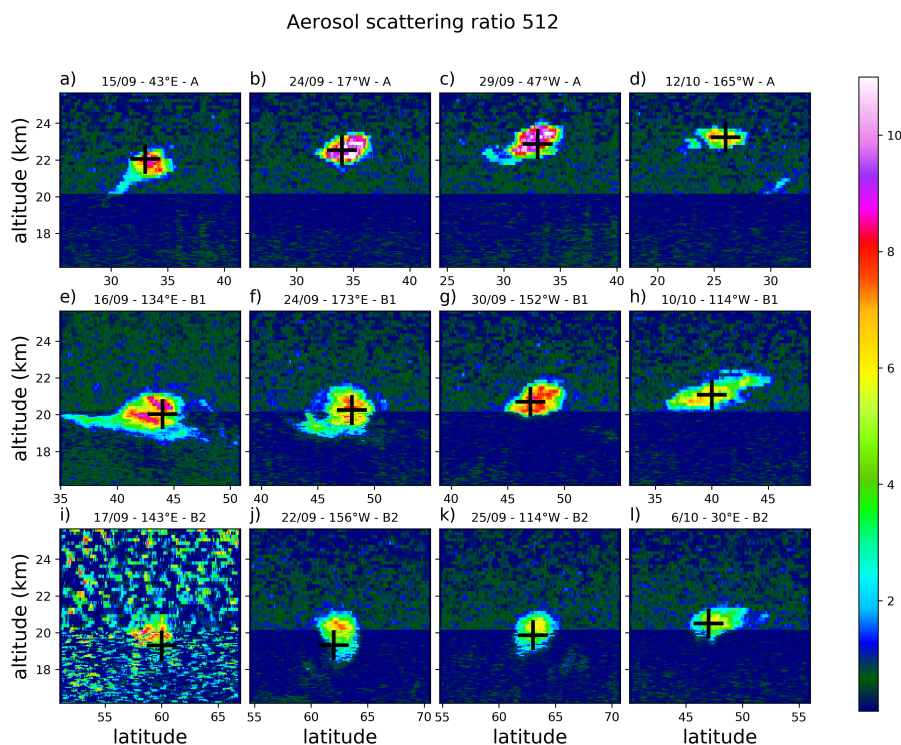 Aerosol scattering ratio 512
a) 15/09 - 43°E - A
b) 24/09 - 17°W - A
c) 29/09 - 47°W - A
d) 12/10 - 165°W - A
altitude (km)
24
22
20
18
30 35 40
30 35 40
25 30 35 40
20 25 30
e) 16/09 - 134°E - B1
f) 24/09 - 173°E - B1
g) 30/09 - 152°W - B1
h) 10/10 - 114°W - B1
altitude (km)
24
22
20
18
35 40 45 50
40 45 50
40 45 50
35 40 45
i) 17/09 - 143°E - B2
j) 22/09 - 156°W - B2
k) 25/09 - 114°W - B2
l) 6/10 - 30°E - B2
altitude (km)
24
22
20
18
55 60 65
55 60 65 70
55 60 65 70
45 50 55
latitude latitude latitude latitude
10
8
6
4
2